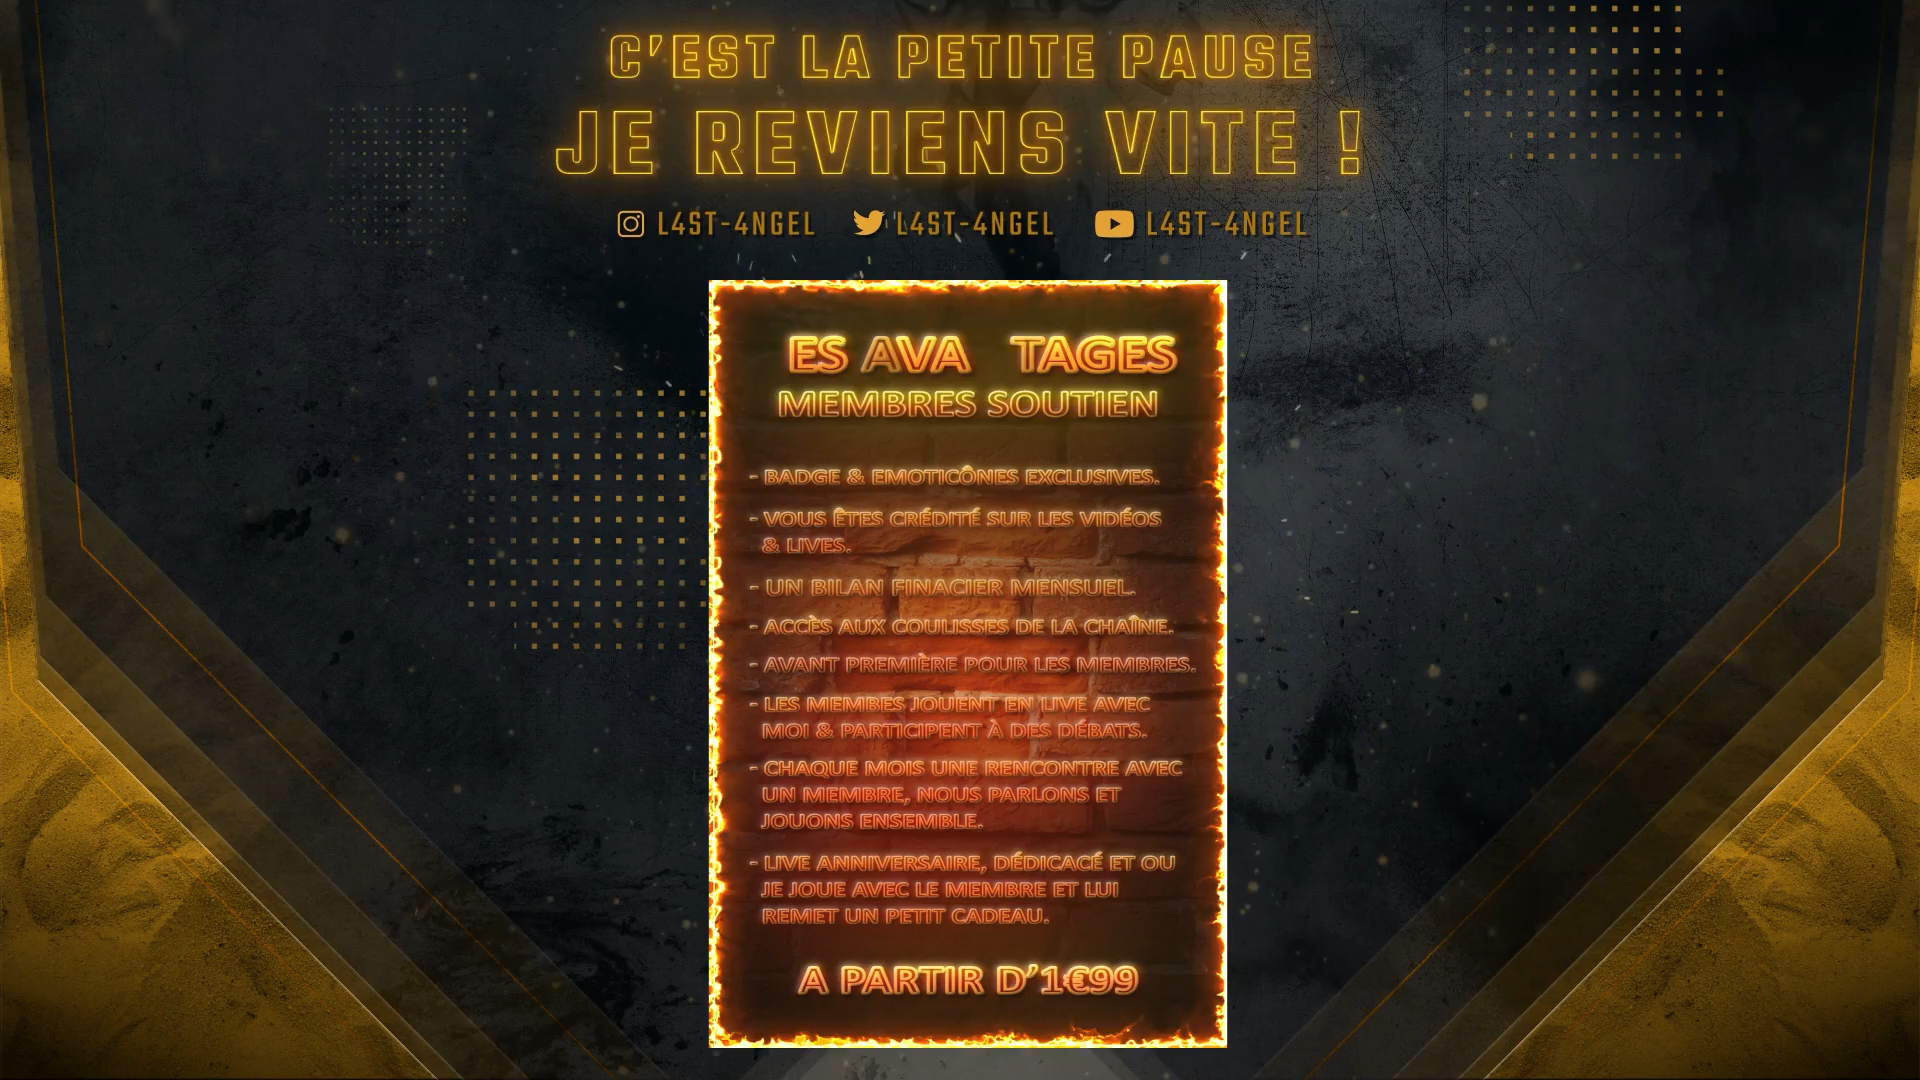 C'EST LA PETITE PAUSE
JE REVIENS VITE !
L4ST-4NGEL L4ST-4NGEL L4ST-4NGEL
ES AVA TAGES
MEMBRES SOUTIEN
- BADGE & EMOTICÔNES EXCLUSIVES.
- VOUS ÊTES CRÉDITÉ SUR LES VIDÉOS
& LIVES.
- UN BILAN FINACIER MENSUEL.
- ACCÈS AUX COULISSES DE LA CHAÎNE.
- AVANT PREMIÈRE POUR LES MEMBRES.
- LES MEMBES JOUENT EN LIVE AVEC
MOI & PARTICIPENT À DES DÉBATS.
- CHAQUE MOIS UNE RENCONTRE AVEC
UN MEMBRE, NOUS PARLONS ET
JOUONS ENSEMBLE.
- LIVE ANNIVERSAIRE, DÉDICACÉ ET OU
JE JOUE AVEC LE MEMBRE ET LUI
REMET UN PETIT CADEAU.
A PARTIR D'1€99